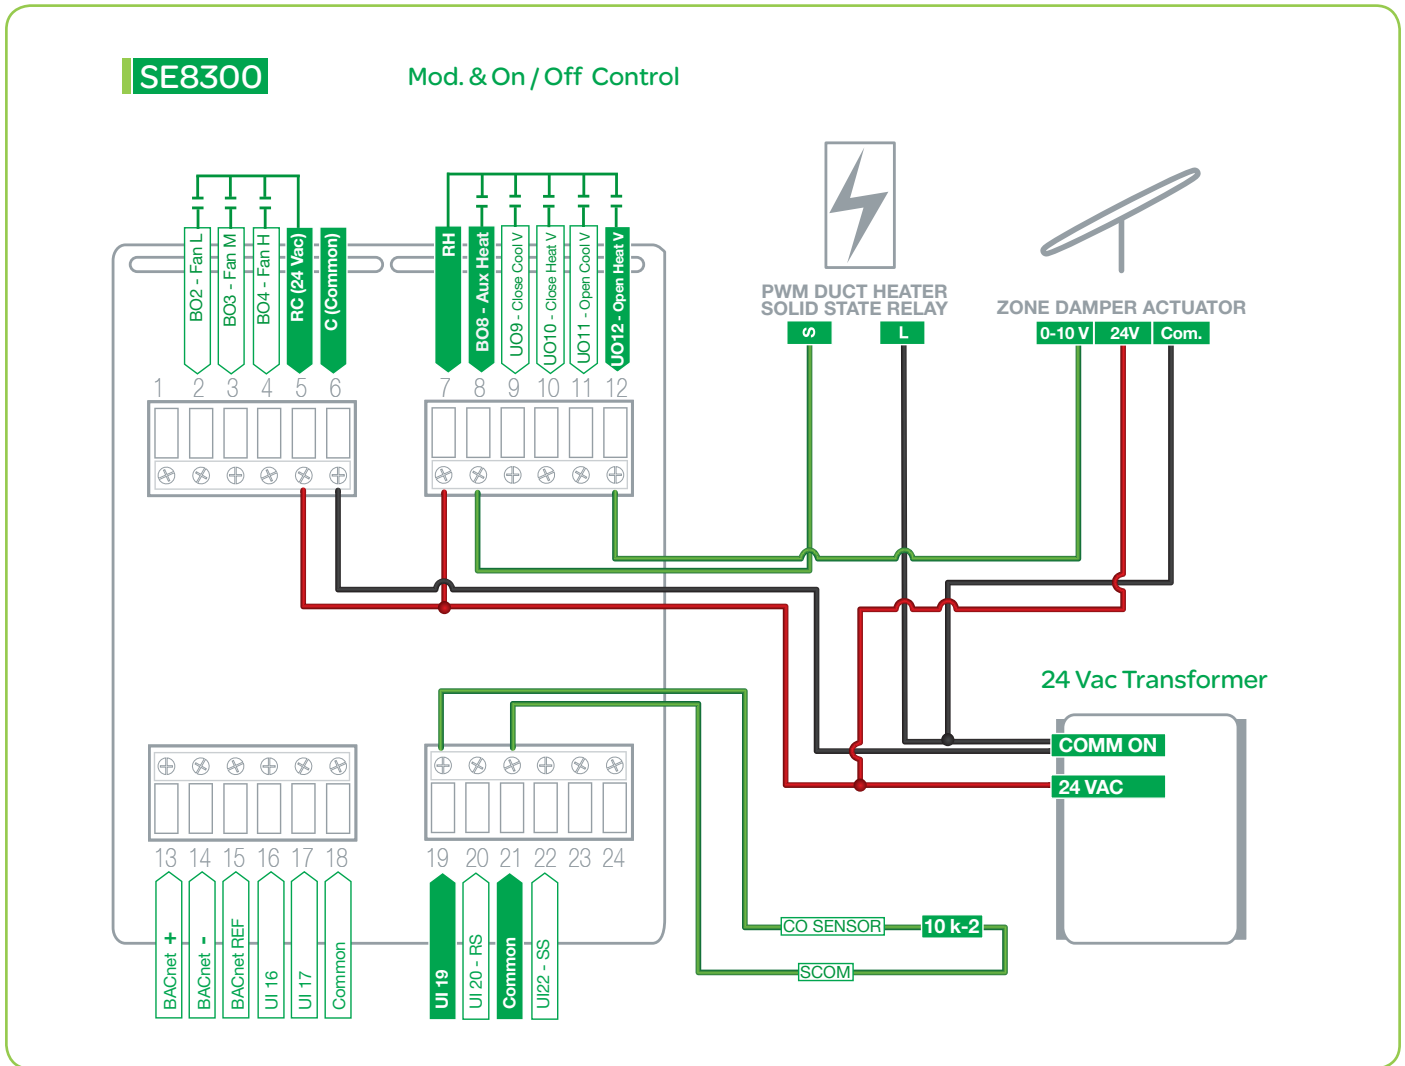 SE8300
Mod. & On / Off Control
BO2 - Fan L
BO3 - Fan M
BO4 - Fan H
RC (24 Vac)
C (Common)
RH
BO8 - Aux Heat
UO9 - Close Cool V
UO10 - Close Heat V
UO11 - Open Cool V
UO12 - Open Heat V
1 2 3 4 5 6
7 8 9 10 11 12
PWM DUCT HEATER
SOLID STATE RELAY
S
L
ZONE DAMPER ACTUATOR
0-10 V
24V
Com.
24 Vac Transformer
COMM ON
24 VAC
13 14 15 16 17 18
19 20 21 22 23 24
BACnet +
BACnet -
BACnet REF
UI 16
UI 17
Common
UI 19
UI 20 - RS
Common
UI22 - SS
CO SENSOR
10 k-2
SCOM